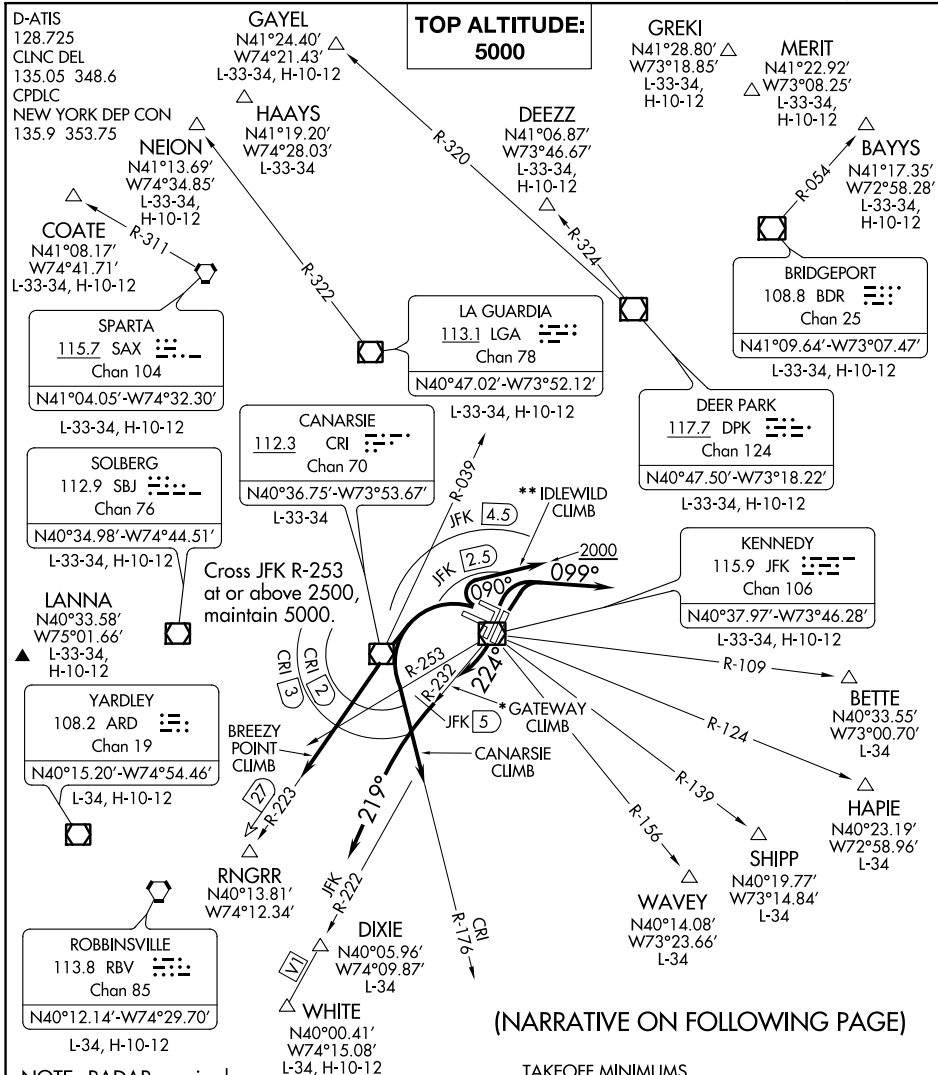 D-ATIS
128.725
CLNC DEL
135.05 348.6
CPDLC
NEW YORK DEP CON
135.9 353.75
GAYEL
N41°24.40'
W74°21.43'
L-33-34, H-10-12
TOP ALTITUDE:
5000
GREKI
N41°28.80'
W73°18.85'
L-33-34,
H-10-12
MERIT
N41°22.92'
W73°08.25'
L-33-34,
H-10-12
HAAYS
N41°19.20'
W74°28.03'
L-33-34
NEION
N41°13.69'
W74°34.85'
L-33-34,
H-10-12
DEEZZ
N41°06.87'
W73°46.67'
L-33-34,
H-10-12
BAYYS
N41°17.35'
W72°58.28'
L-33-34,
H-10-12
COATE
N41°08.17'
W74°41.71'
L-33-34, H-10-12
R-311
R-322
R-320
R-324
R-054
SPARTA
115.7 SAX
Chan 104
N41°04.05'-W74°32.30'
L-33-34, H-10-12
LA GUARDIA
113.1 LGA
Chan 78
N40°47.02'-W73°52.12'
L-33-34, H-10-12
BRIDGEPORT
108.8 BDR
Chan 25
N41°09.64'-W73°07.47'
L-33-34, H-10-12
CANARSIE
112.3 CRI
Chan 70
N40°36.75'-W73°53.67'
L-33-34
DEER PARK
117.7 DPK
Chan 124
N40°47.50'-W73°18.22'
L-33-34, H-10-12
SOLBERG
112.9 SBJ
Chan 76
N40°34.98'-W74°44.51'
L-33-34, H-10-12
R-039
JFK 4.5
JFK 2.5
** IDLEWILD
CLIMB
2000
090°
099°
KENNEDY
115.9 JFK
Chan 106
N40°37.97'-W73°46.28'
L-33-34, H-10-12
Cross JFK R-253
at or above 2500,
maintain 5000.
LANNA
N40°33.58'
W75°01.66'
L-33-34,
H-10-12
CRI 3
CRI 2
R-253
R-232
224°
JFK 5
* GATEWAY
CLIMB
CANARSIE
CLIMB
BREEZY
POINT
CLIMB
R-109
BETTE
N40°33.55'
W73°00.70'
L-34
R-124
HAPIE
N40°23.19'
W72°58.96'
L-34
R-139
SHIPP
N40°19.77'
W73°14.84'
L-34
R-156
WAVEY
N40°14.08'
W73°23.66'
L-34
YARDLEY
108.2 ARD
Chan 19
N40°15.20'-W74°54.46'
L-34, H-10-12
27
R-223
219°
JFK
R-222
CRI
R-176
RNGRR
N40°13.81'
W74°12.34'
DIXIE
N40°05.96'
W74°09.87'
L-34
V1
WHITE
N40°00.41'
W74°15.08'
L-34, H-10-12
ROBBINSVILLE
113.8 RBV
Chan 85
N40°12.14'-W74°29.70'
L-34, H-10-12
(NARRATIVE ON FOLLOWING PAGE)
NOTE: RADAR required
TAKEOFF MINIMUMS